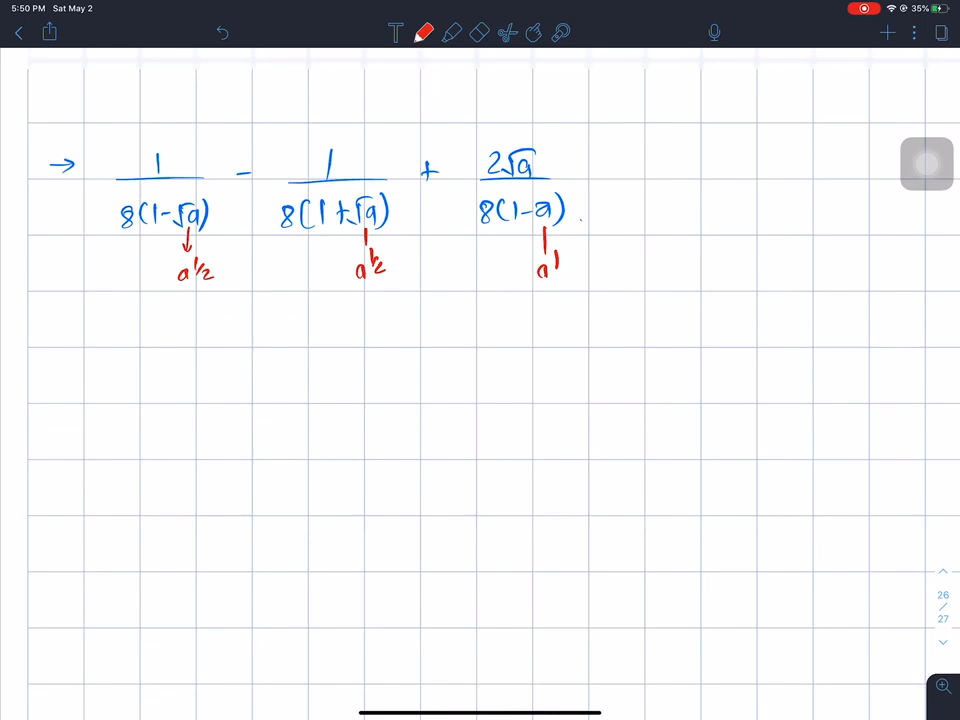 5:50 PM Sat May 2 35%
→ 1/8(1-√a) - 1/8(1+√a) + 2√a/8(1-a).
a^1/2 a^1/2 a^1
26
/
27